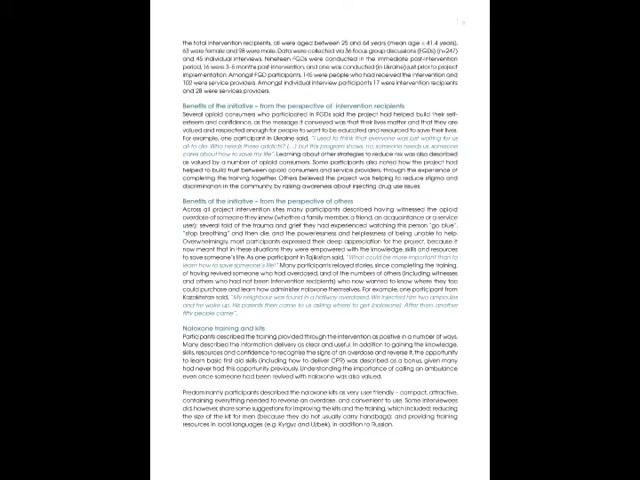 the total intervention recipients, all were aged between 25 and 64 years (mean age = 41.4 years),
63 were female and 98 were male. Data were collected via 36 focus group discussions (FGDs) (n=247)
and 45 individual interviews. Nineteen FGDs were conducted in the immediate post-intervention
period, 16 were 3-6 months post intervention, and one was conducted (in Ukraine) just prior to project
implementation. Amongst FGD participants, 145 were people who had received the intervention and
102 were service providers. Amongst individual interview participants 17 were intervention recipients
and 28 were services providers.
Benefits of the initiative – from the perspective of intervention recipients
Several opioid consumers who participated in FGDs said the project had helped build their self-
esteem and confidence, as the message it conveyed was that their lives matter and that they are
valued and respected enough for people to want to be educated and resourced to save their lives.
For example, one participant in Ukraine said, "I used to think that everyone was just waiting for us
all to die. Who needs these addicts? [...] but this program shows, no, someone needs us, someone
cares about how to save my life". Learning about other strategies to reduce risk was also described
as valued by a number of opioid consumers. Some participants also noted how the project had
helped to build trust between opioid consumers and service providers, through the experience of
completing the training together. Others believed the project was helping to reduce stigma and
discrimination in the community, by raising awareness about injecting drug use issues.
Benefits of the initiative – from the perspective of others
Across all project intervention sites many participants described having witnessed the opioid
overdose of someone they knew (whether a family member, a friend, an acquaintance or a service
user); several told of the trauma and grief they had experienced watching this person "go blue",
"stop breathing" and then die, and the powerlessness and helplessness of being unable to help.
Overwhelmingly, most participants expressed their deep appreciation for the project, because it
now meant that in these situations they were empowered with the knowledge, skills and resources
to save someone's life. As one participant in Tajikistan said, "What could be more important than to
learn how to save someone's life?" Many participants relayed stories, since completing the training,
of having revived someone who had overdosed, and of the numbers of others (including witnesses
and others who had not been intervention recipients) who now wanted to know where they too
could purchase and learn how administer naloxone themselves. For example, one participant from
Kazakhstan said, "My neighbour was found in a hallway overdosed. We injected him two ampoules
and he woke up. His parents then came to us asking where to get (naloxone). After them another
fifty people came".
Naloxone training and kits
Participants described the training provided through the intervention as positive in a number of ways.
Many described the information delivery as clear and useful. In addition to gaining the knowledge,
skills, resources and confidence to recognise the signs of an overdose and reverse it, the opportunity
to learn basic first aid skills (including how to deliver CPR) was described as a bonus, given many
had never had this opportunity previously. Understanding the importance of calling an ambulance
even once someone had been revived with naloxone was also valued.
Predominantly participants described the naloxone kits as very user friendly – compact, attractive,
containing everything needed to reverse an overdose, and convenient to use. Some interviewees
did, however, share some suggestions for improving the kits and the training, which included: reducing
the size of the kit for men (because they do not usually carry handbags); and providing training
resources in local languages (e.g. Kyrgyz and Uzbek), in addition to Russian.